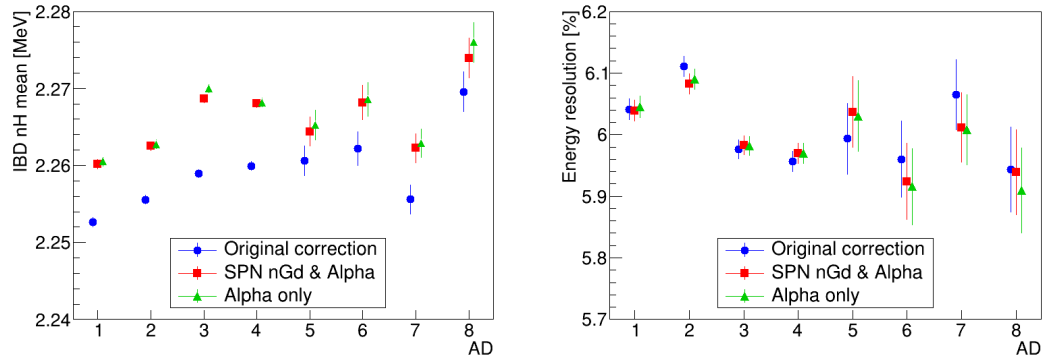 IBD nH mean [MeV]
2.28
2.27
2.26
2.25
2.24
Original correction
SPN nGd & Alpha
Alpha only
1 2 3 4 5 6 7 8
AD
Energy resolution [%]
6.2
6.1
6
5.9
5.8
5.7
Original correction
SPN nGd & Alpha
Alpha only
1 2 3 4 5 6 7 8
AD